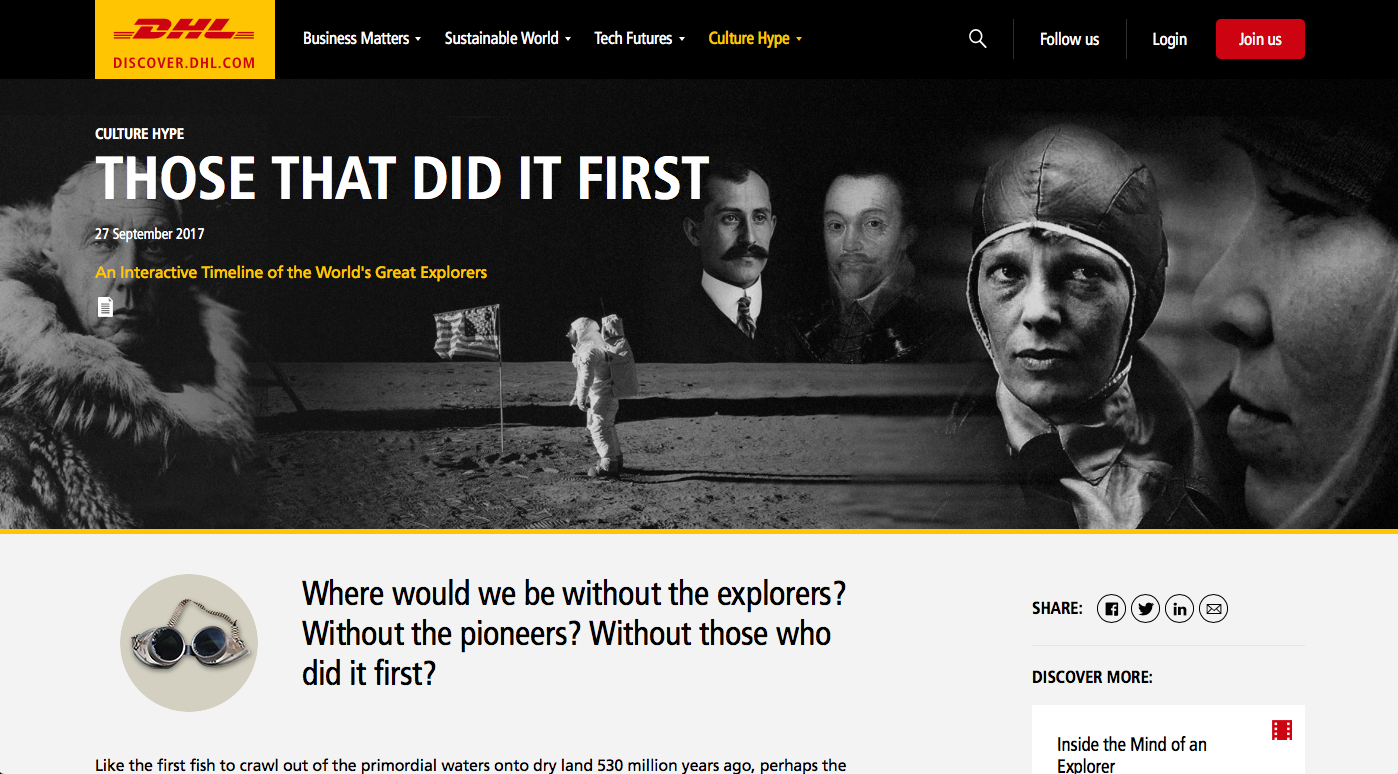 DHL
DISCOVER.DHL.COM
Business Matters
Sustainable World
Tech Futures
Culture Hype
Follow us
Login
Join us
CULTURE HYPE
THOSE THAT DID IT FIRST
27 September 2017
An Interactive Timeline of the World's Great Explorers
Where would we be without the explorers?
Without the pioneers? Without those who
did it first?
SHARE:
DISCOVER MORE:
Inside the Mind of an
Explorer
Like the first fish to crawl out of the primordial waters onto dry land 530 million years ago, perhaps the